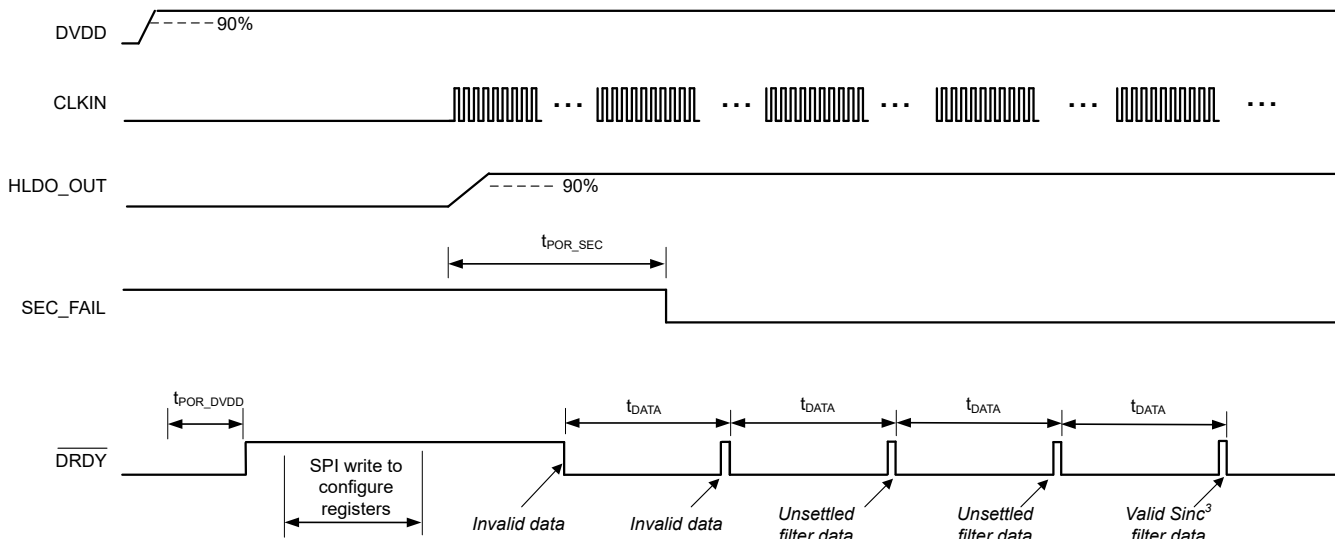 DVDD
90%
CLKIN
... ... ... ... ...
HLDO_OUT
90%
tPOR_SEC
SEC_FAIL
tPOR_DVDD
tDATA
tDATA
tDATA
tDATA
DRDY
SPI write to
configure
registers
Invalid data
Invalid data
Unsettled
filter data
Unsettled
filter data
Valid Sinc³
filter data